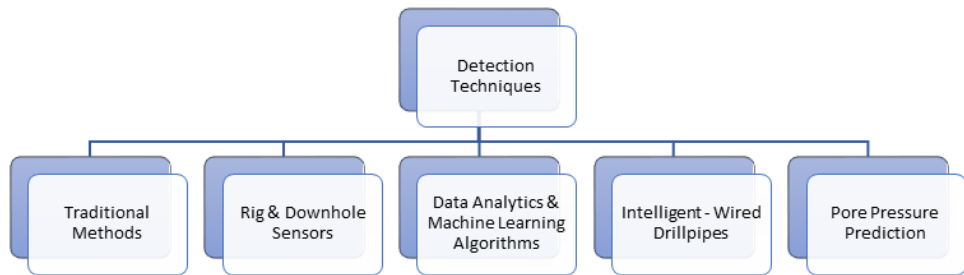 Detection
Techniques
Traditional
Methods
Rig & Downhole
Sensors
Data Analytics &
Machine Learning
Algorithms
Intelligent - Wired
Drillpipes
Pore Pressure
Prediction